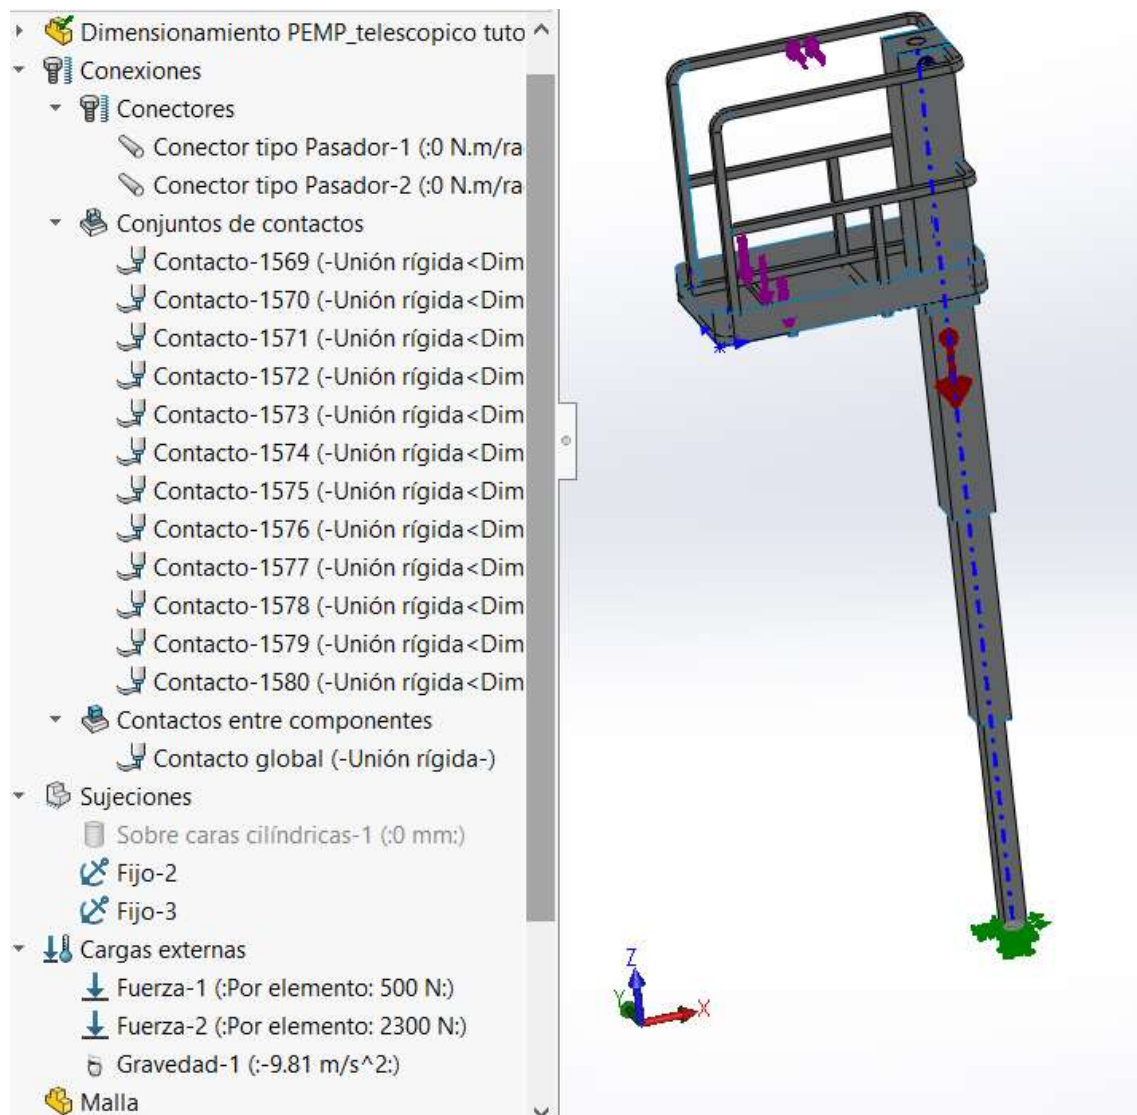 Dimensionamiento PEMP_telescopico tuto
Conexiones
Conectores
Conector tipo Pasador-1 (:0 N.m/ra
Conector tipo Pasador-2 (:0 N.m/ra
Conjuntos de contactos
Contacto-1569 (-Unión rígida<Dim
Contacto-1570 (-Unión rígida<Dim
Contacto-1571 (-Unión rígida<Dim
Contacto-1572 (-Unión rígida<Dim
Contacto-1573 (-Unión rígida<Dim
Contacto-1574 (-Unión rígida<Dim
Contacto-1575 (-Unión rígida<Dim
Contacto-1576 (-Unión rígida<Dim
Contacto-1577 (-Unión rígida<Dim
Contacto-1578 (-Unión rígida<Dim
Contacto-1579 (-Unión rígida<Dim
Contacto-1580 (-Unión rígida<Dim
Contactos entre componentes
Contacto global (-Unión rígida-)
Sujeciones
Sobre caras cilíndricas-1 (:0 mm:)
Fijo-2
Fijo-3
Cargas externas
Fuerza-1 (:Por elemento: 500 N:)
Fuerza-2 (:Por elemento: 2300 N:)
Gravedad-1 (:-9.81 m/s^2:)
Malla
Z
Y
X